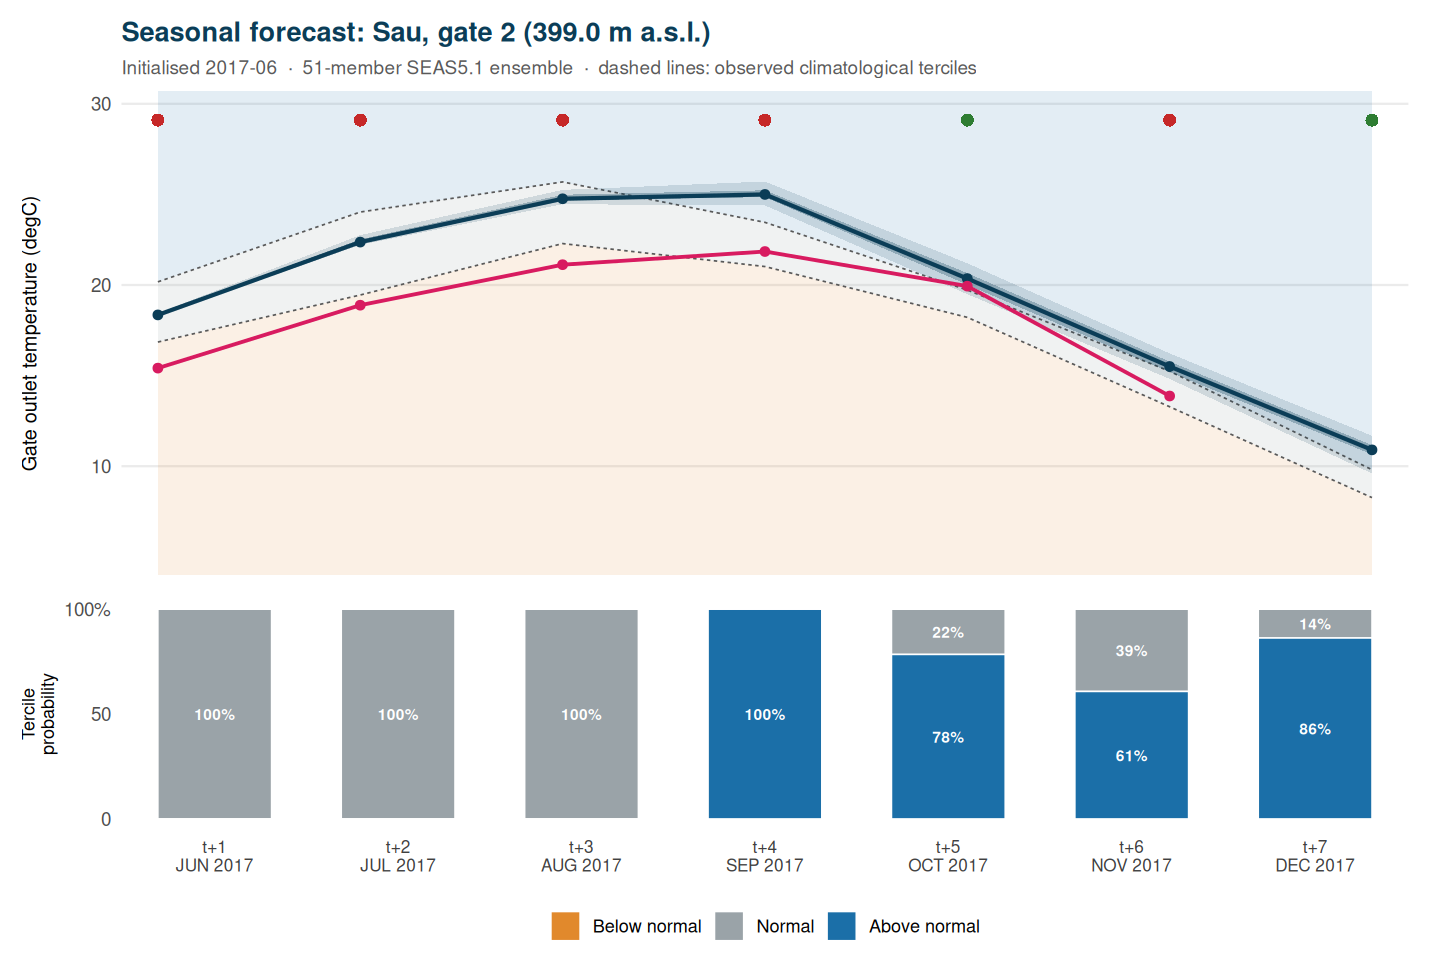 Seasonal forecast: Sau, gate 2 (399.0 m a.s.l.)
Initialised 2017-06 · 51-member SEAS5.1 ensemble · dashed lines: observed climatological terciles
Gate outlet temperature (degC)
30
20
10
Tercile
probability
100%
50
0
100%
100%
100%
100%
22%
78%
39%
61%
14%
86%
t+1
JUN 2017
t+2
JUL 2017
t+3
AUG 2017
t+4
SEP 2017
t+5
OCT 2017
t+6
NOV 2017
t+7
DEC 2017
Below normal
Normal
Above normal